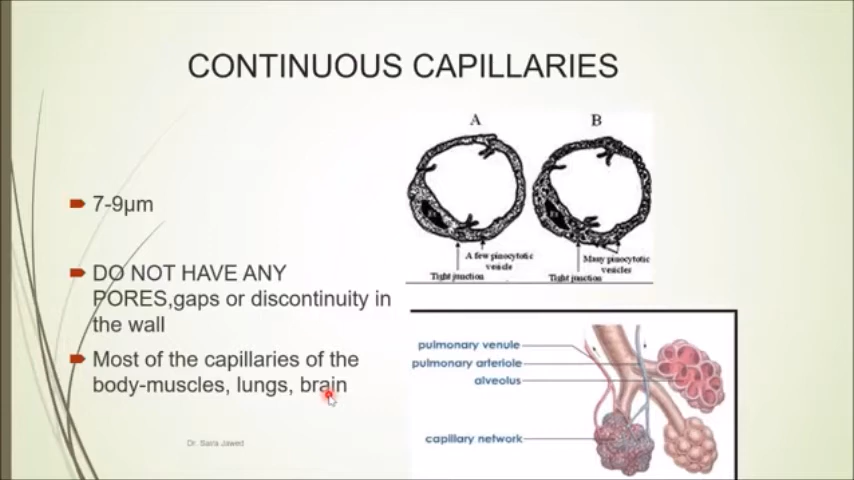 CONTINUOUS CAPILLARIES
7-9µm
DO NOT HAVE ANY
PORES,gaps or discontinuity in
the wall
Most of the capillaries of the
body-muscles, lungs, brain
A
B
A few pinocytotic
vesicle
Tight junction
Many pinocytotic
vesicles
Tight junction
pulmonary venule
pulmonary arteriole
alveolus
capillary network
Dr. Saira Jawed